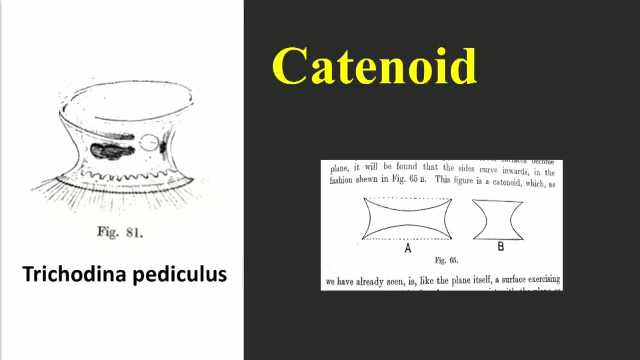 Catenoid
Fig. 81.
Trichodina pediculus
plane, it will be found that the sides curve inwards, in the
fashion shewn in Fig. 65 B. This figure is a catenoid, which, as
A
B
Fig. 65.
we have already seen, is, like the plane itself, a surface exercising